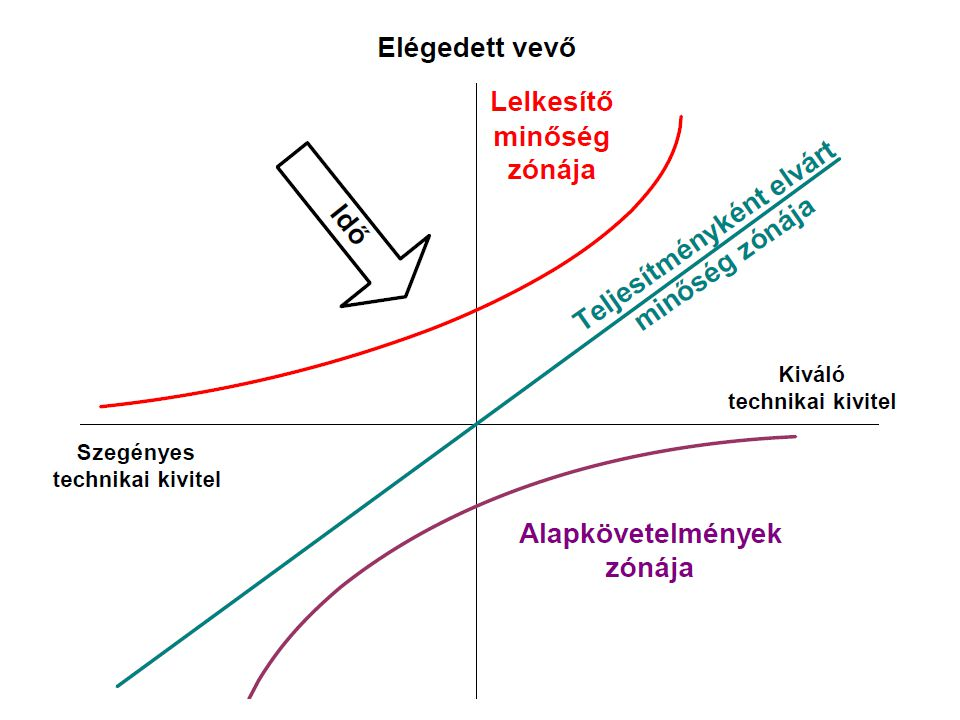 Elégedett vevő
Lelkesítő
minőség
zónája
Idő
Teljesítményként elvárt
minőség zónája
Kiváló
technikai kivitel
Szegényes
technikai kivitel
Alapkövetelmények
zónája